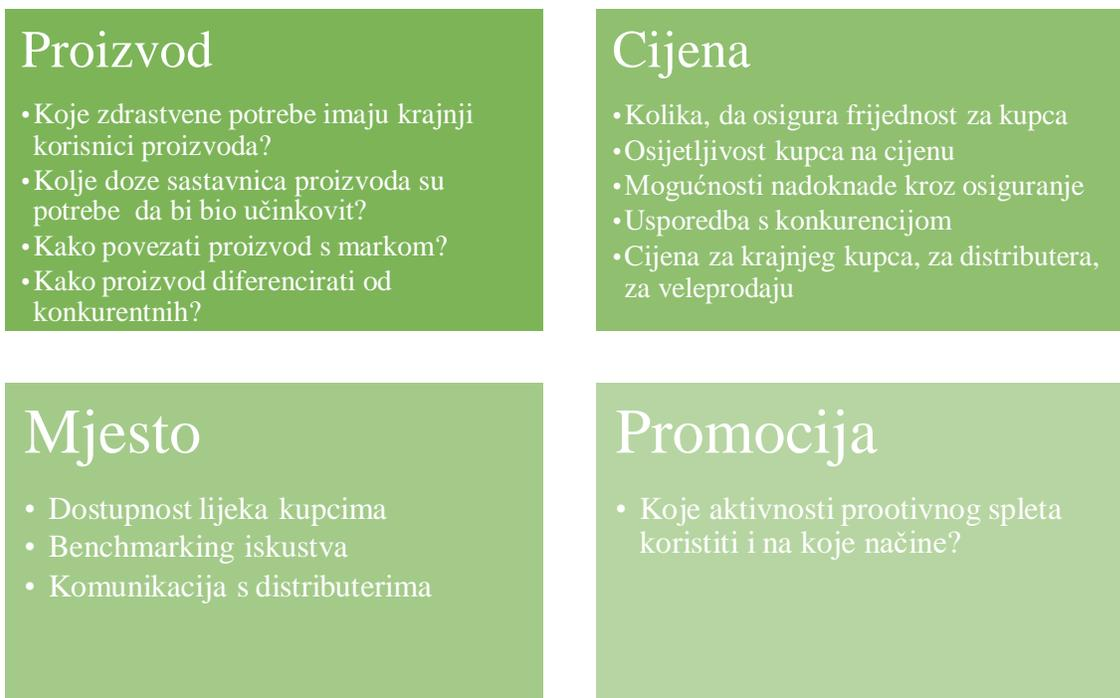 Proizvod
•Koje zdrastvene potrebe imaju krajnji
korisnici proizvoda?
•Kolje doze sastavnica proizvoda su
potrebe da bi bio učinkovit?
•Kako povezati proizvod s markom?
•Kako proizvod diferencirati od
konkurentnih?
Cijena
•Kolika, da osigura frijednost za kupca
•Osijetljivost kupca na cijenu
•Mogućnosti nadoknade kroz osiguranje
•Usporedba s konkurencijom
•Cijena za krajnjeg kupca, za distributera,
za veleprodaju
Mjesto
• Dostupnost lijeka kupcima
• Benchmarking iskustva
• Komunikacija s distributerima
Promocija
• Koje aktivnosti prootivnog spleta
koristiti i na koje načine?